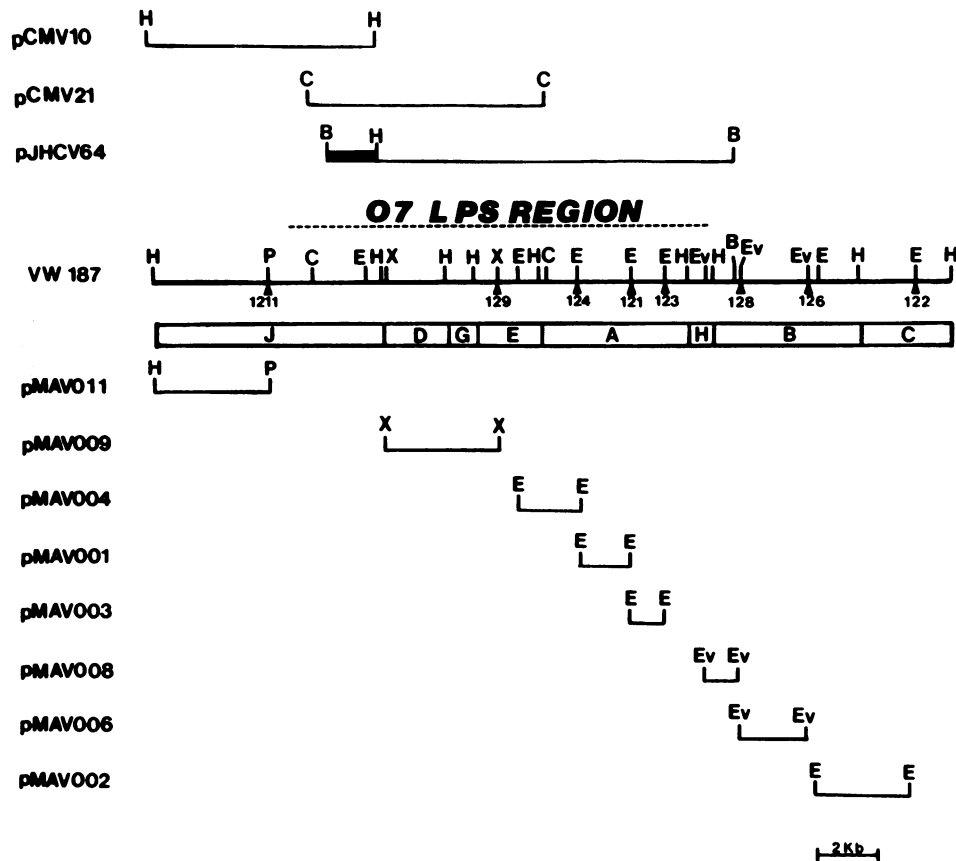 H H
pCMV10
C C
pCMV21
B H B
pJHCV64
O7 LPS REGION
VW 187 H P C E H X H H X E H C E E E H Ev H B Ev Ev E H E H
1211 129 124 121 123 128 126 122
J D G E A H B C
pMAV011 H P
X X
pMAV009
E E
pMAV004
E E
pMAV001
E E
pMAV003
Ev Ev
pMAV008
Ev Ev
pMAV006
E E
pMAV002
2Kb